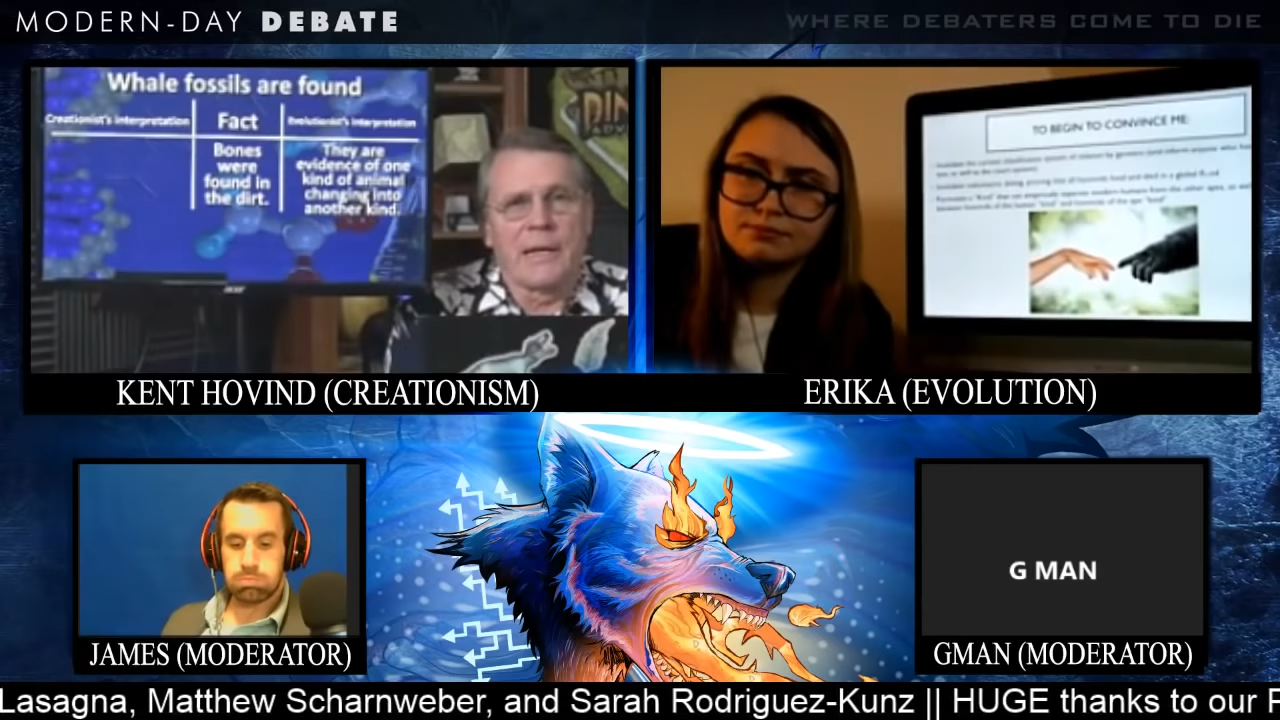 MODERN-DAY DEBATE
WHERE DEBATERS COME TO DIE
Whale fossils are found
Creationist's interpretation
Fact
Evolutionist's interpretation
Bones
were
found in
the dirt.
They are
evidence of one
kind of animal
changing into
another kind.
acer
DIN
ADV
TO BEGIN TO CONVINCE ME:
KENT HOVIND (CREATIONISM)
ERIKA (EVOLUTION)
G MAN
JAMES (MODERATOR)
GMAN (MODERATOR)
Lasagna, Matthew Scharnweber, and Sarah Rodriguez-Kunz || HUGE thanks to our P